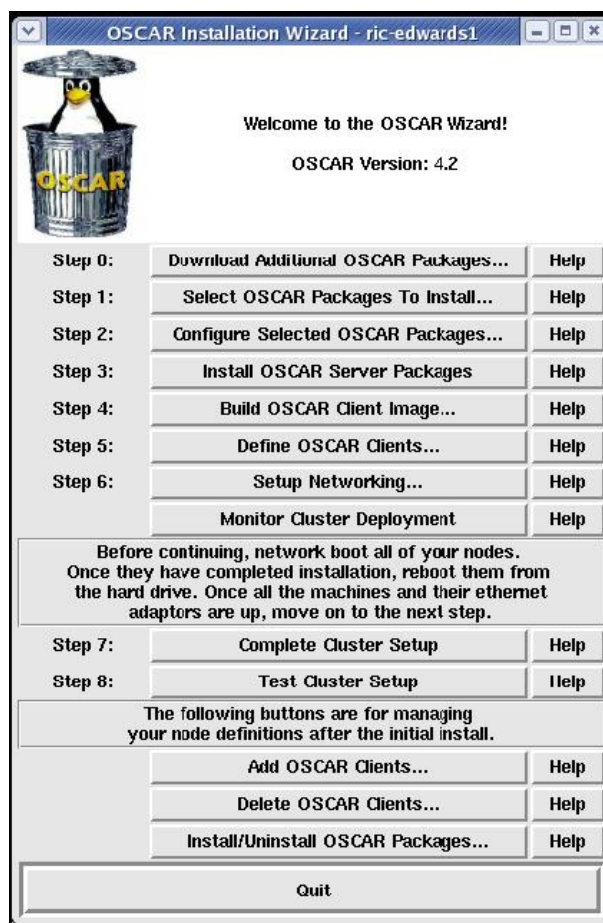 OSCAR Installation Wizard - ric-edwards1
OSCAR
Welcome to the OSCAR Wizard!
OSCAR Version: 4.2
Step 0: Download Additional OSCAR Packages... Help
Step 1: Select OSCAR Packages To Install... Help
Step 2: Configure Selected OSCAR Packages... Help
Step 3: Install OSCAR Server Packages Help
Step 4: Build OSCAR Client Image... Help
Step 5: Define OSCAR Clients... Help
Step 6: Setup Networking... Help
Monitor Cluster Deployment Help
Before continuing, network boot all of your nodes.
Once they have completed installation, reboot them from
the hard drive. Once all the machines and their ethernet
adaptors are up, move on to the next step.
Step 7: Complete Cluster Setup Help
Step 8: Test Cluster Setup Help
The following buttons are for managing
your node definitions after the initial install.
Add OSCAR Clients... Help
Delete OSCAR Clients... Help
Install/Uninstall OSCAR Packages... Help
Quit